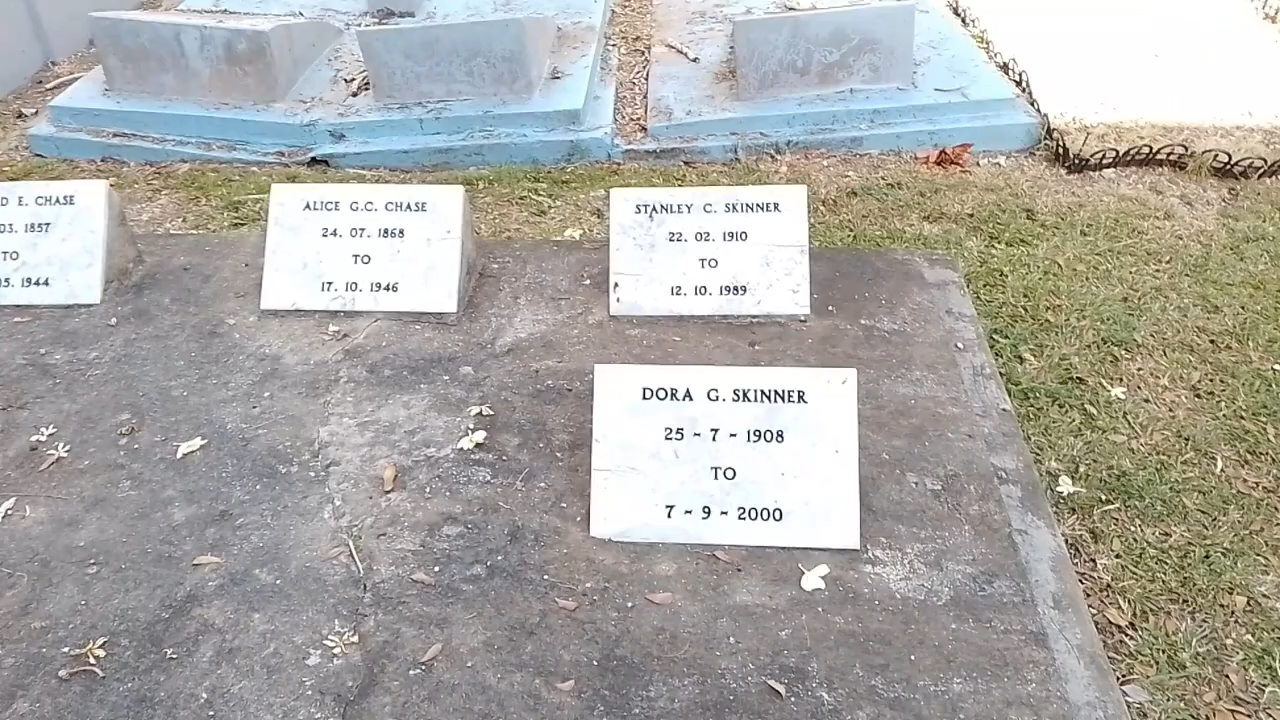 D E. CHASE
03. 1857
TO
05. 1944
ALICE G.C. CHASE
24. 07. 1868
TO
17. 10. 1946
STANLEY C. SKINNER
22. 02. 1910
TO
12. 10. 1989
DORA G. SKINNER
25 ~ 7 ~ 1908
TO
7 ~ 9 ~ 2000